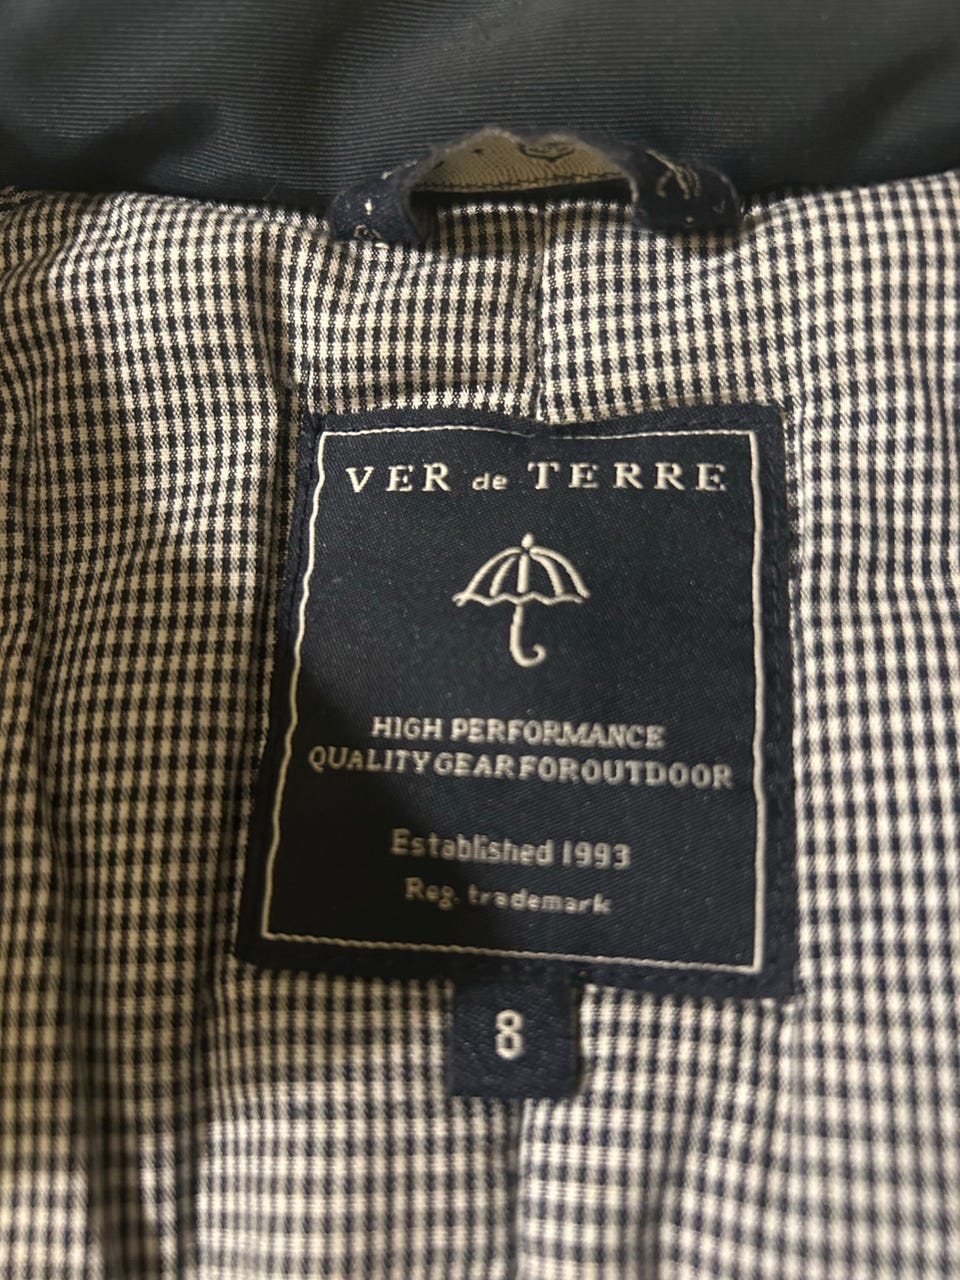 VER de TERRE
HIGH PERFORMANCE
QUALITY GEAR FOR OUTDOOR
Established 1993
Reg. trademark
8